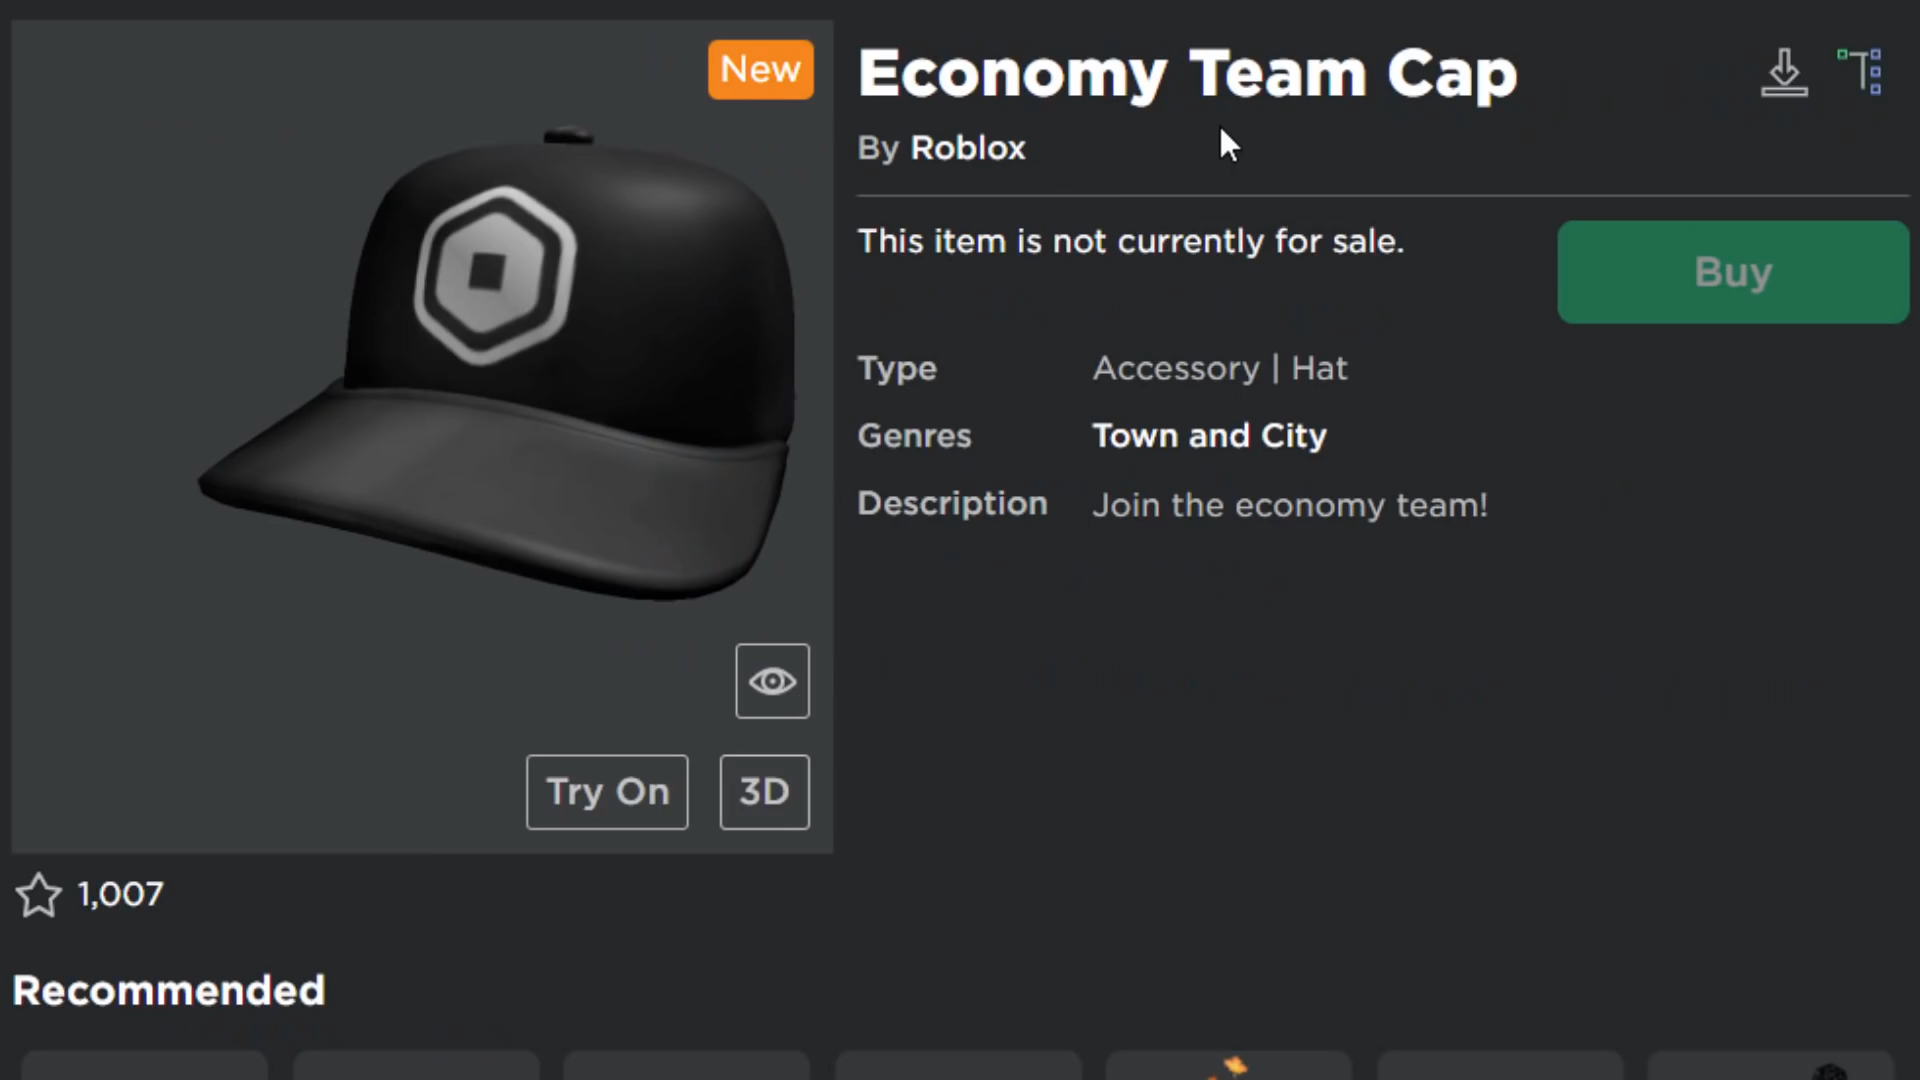 New
Economy Team Cap
By Roblox
This item is not currently for sale.
Buy
Type Accessory | Hat
Genres Town and City
Description Join the economy team!
Try On
3D
1,007
Recommended